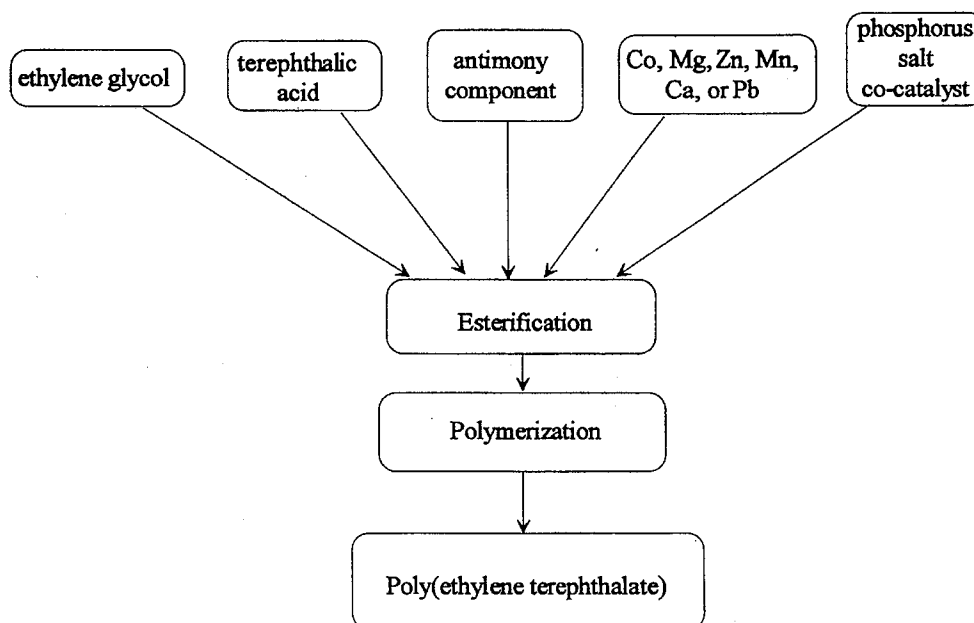 ethylene glycol
terephthalic
acid
antimony
component
Co, Mg, Zn, Mn,
Ca, or Pb
phosphorus
salt
co-catalyst
Esterification
Polymerization
Poly(ethylene terephthalate)